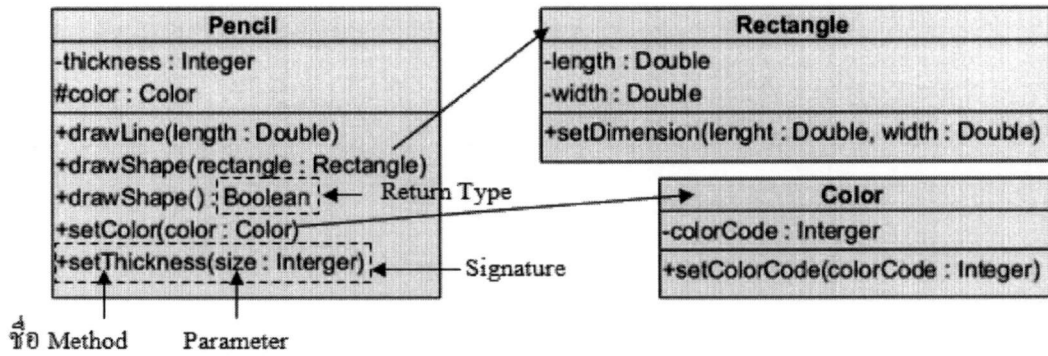 Pencil
-thickness : Integer
#color : Color
+drawLine(length : Double)
+drawShape(rectangle : Rectangle)
+drawShape() : Boolean
Return Type
+setColor(color : Color)
+setThickness(size : Interger)
Signature
ชื่อ Method
Parameter
Rectangle
-length : Double
-width : Double
+setDimension(lenght : Double, width : Double)
Color
-colorCode : Interger
+setColorCode(colorCode : Integer)